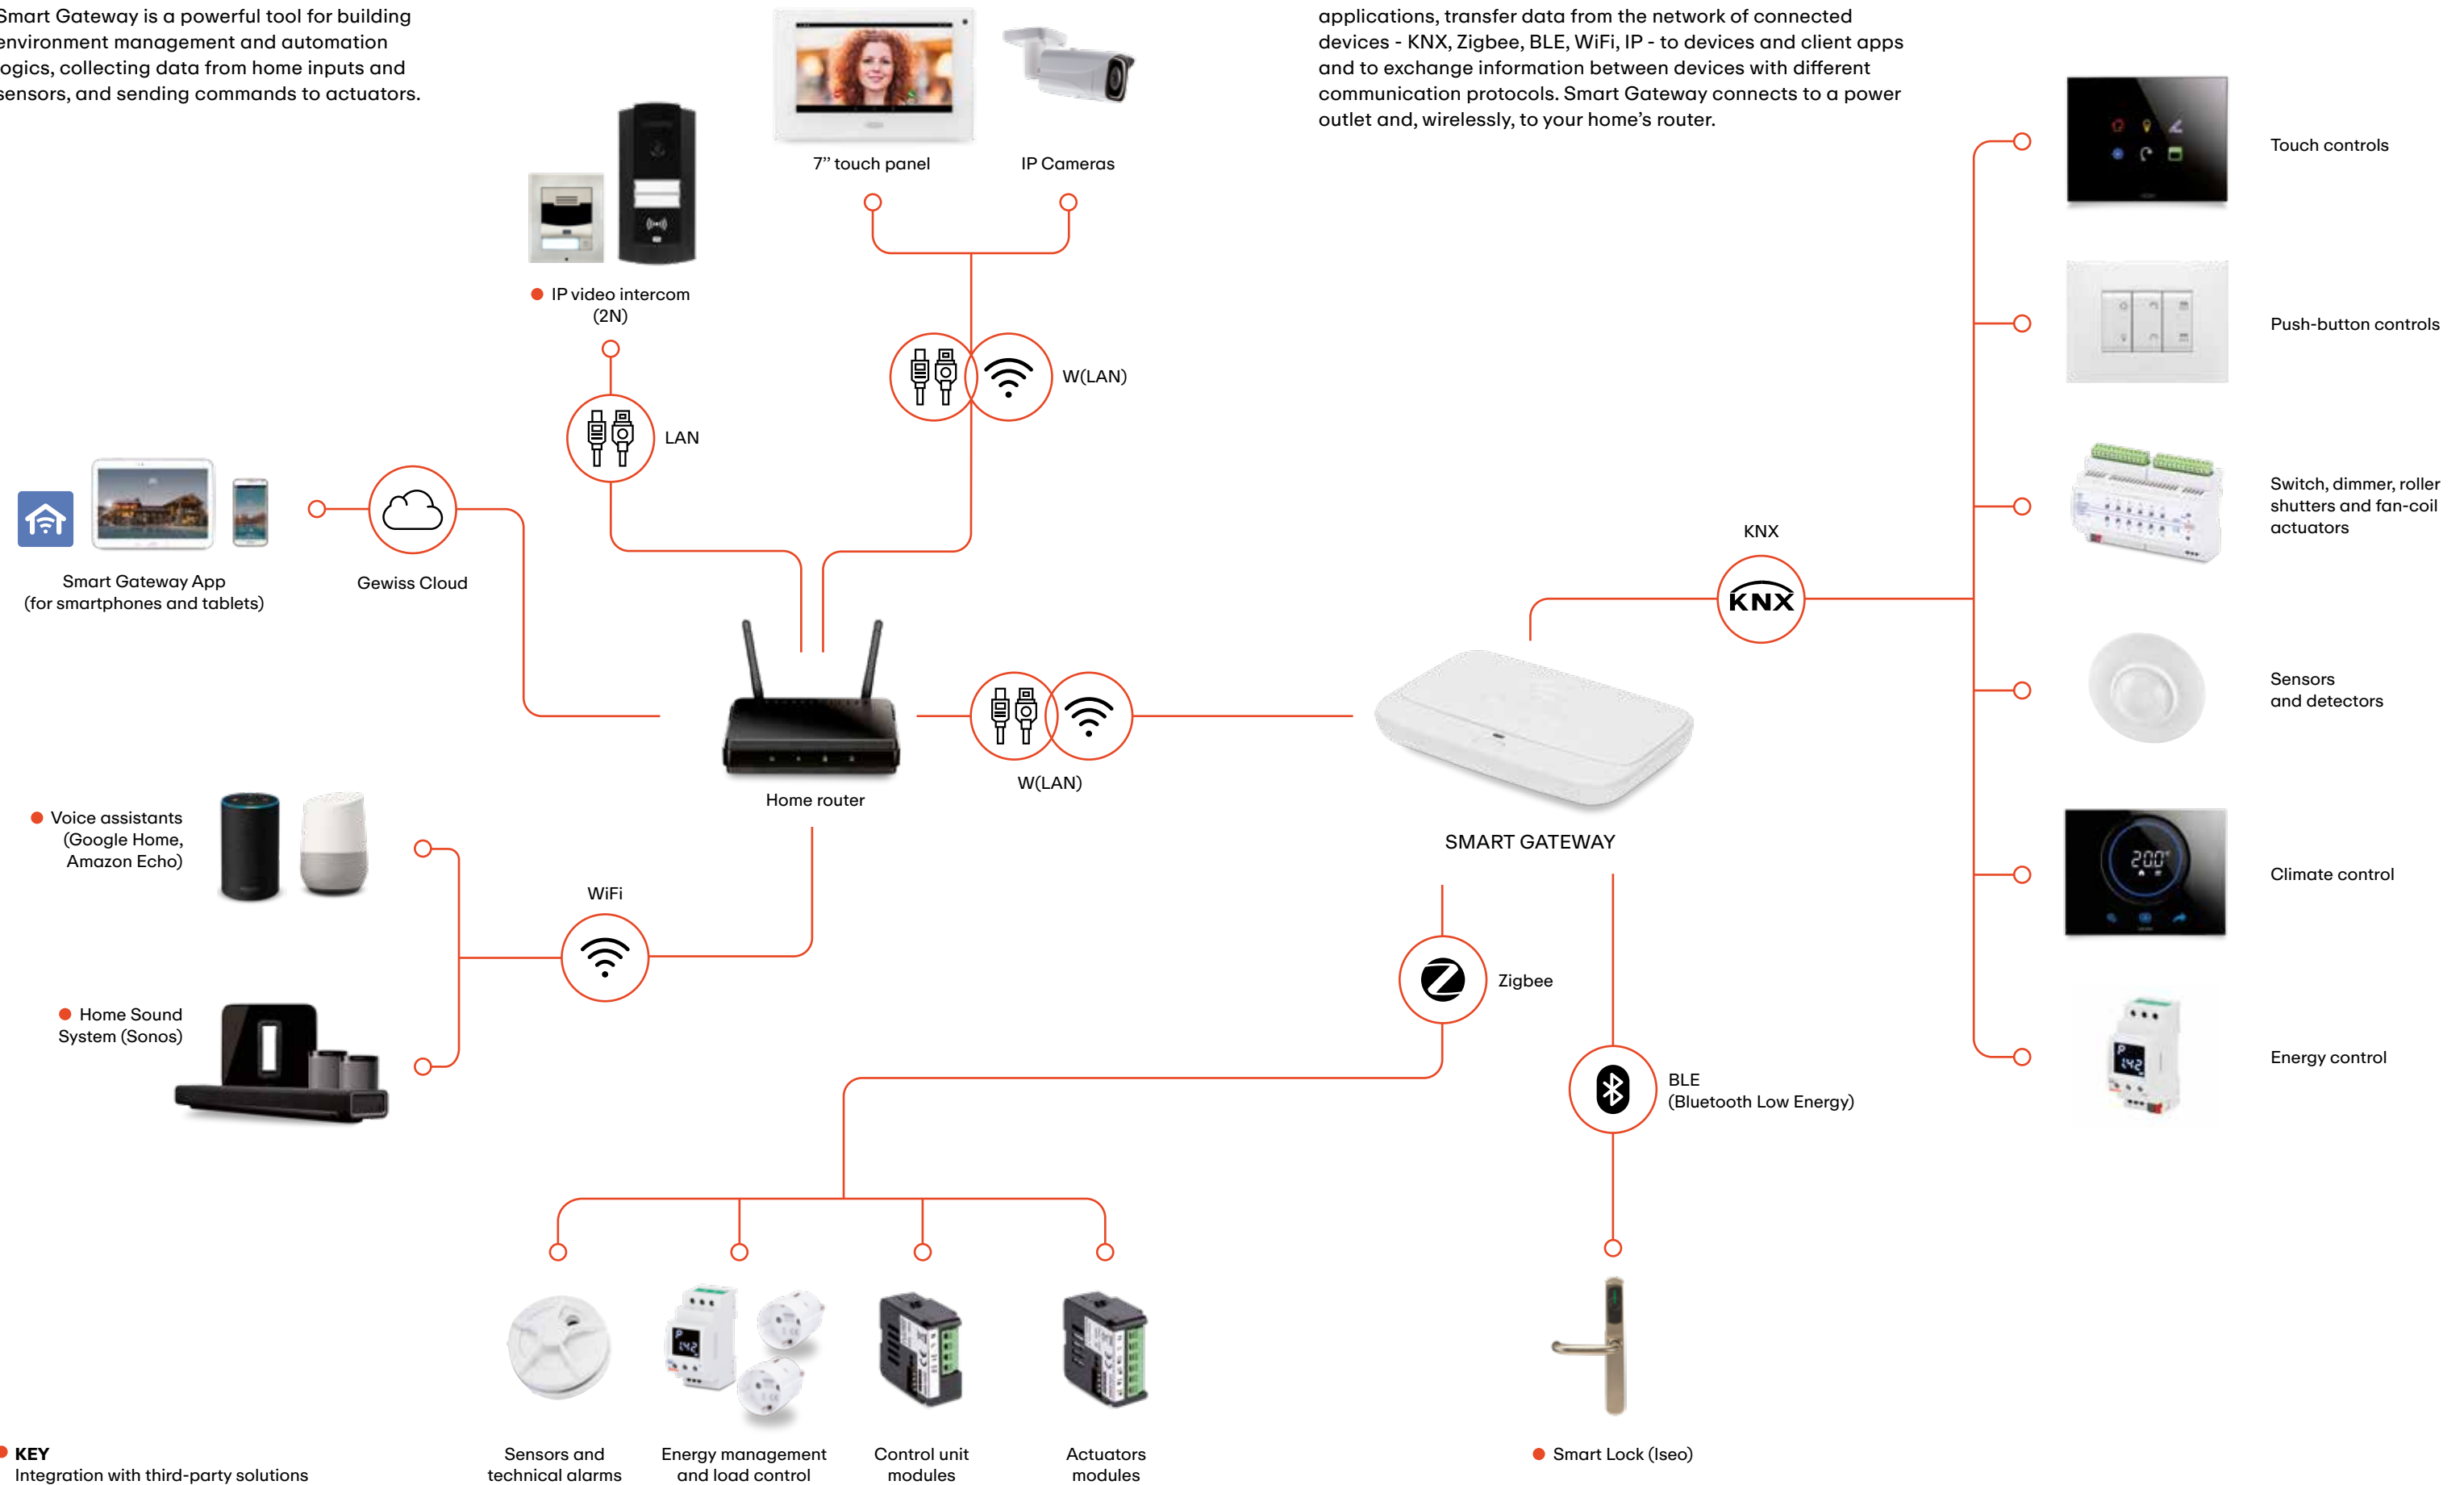 Smart Gateway is a powerful tool for building
environment management and automation
logics, collecting data from home inputs and
sensors, and sending commands to actuators.
applications, transfer data from the network of connected
devices - KNX, Zigbee, BLE, WiFi, IP - to devices and client apps
and to exchange information between devices with different
communication protocols. Smart Gateway connects to a power
outlet and, wirelessly, to your home’s router.
7’’ touch panel
IP Cameras
IP video intercom
(2N)
LAN
W(LAN)
Smart Gateway App
(for smartphones and tablets)
Gewiss Cloud
Home router
W(LAN)
SMART GATEWAY
KNX
KNX
Touch controls
Push-button controls
Switch, dimmer, roller
shutters and fan-coil
actuators
Sensors
and detectors
20.0°
Climate control
P
1.42
Energy control
Voice assistants
(Google Home,
Amazon Echo)
WiFi
Home Sound
System (Sonos)
Zigbee
BLE
(Bluetooth Low Energy)
P
1.42
Sensors and
technical alarms
Energy management
and load control
Control unit
modules
Actuators
modules
Smart Lock (Iseo)
KEY
Integration with third-party solutions